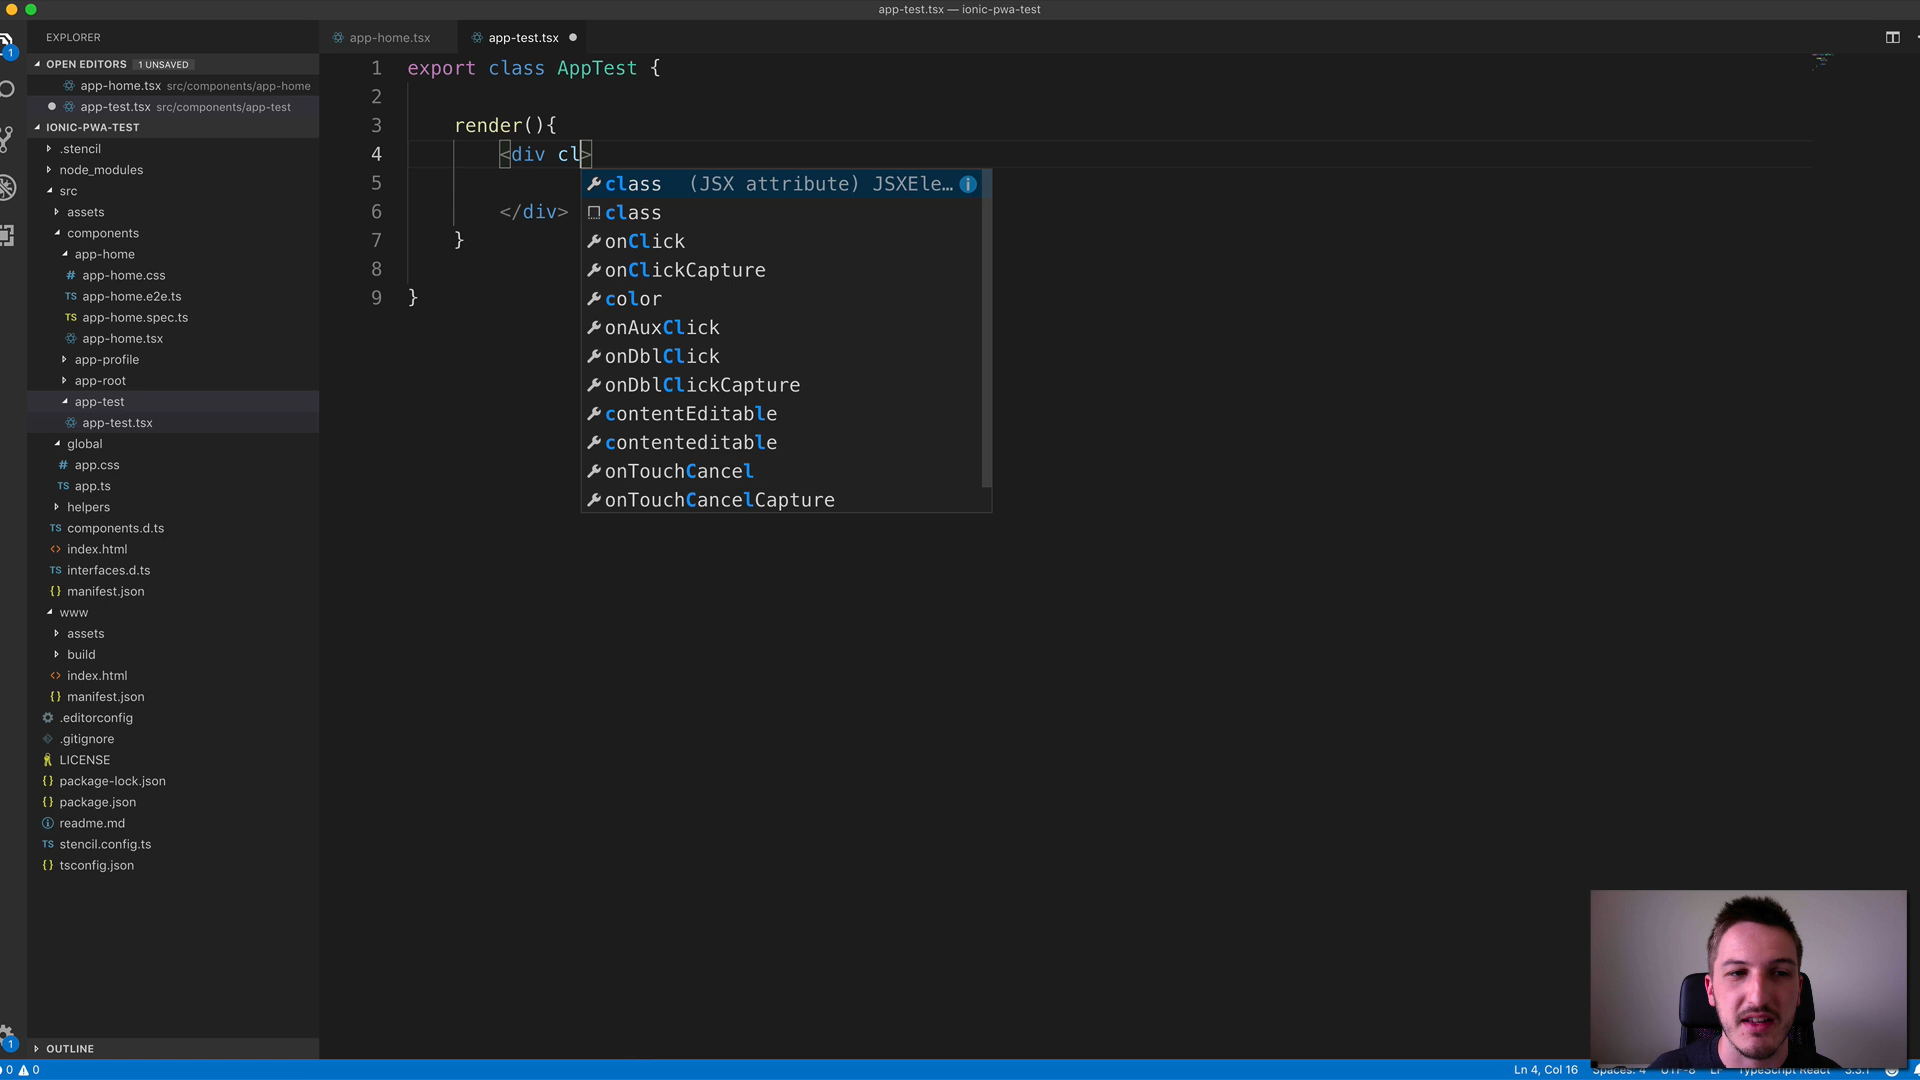 app-test.tsx — ionic-pwa-test
EXPLORER
OPEN EDITORS 1 UNSAVED
app-home.tsx src/components/app-home
app-test.tsx src/components/app-test
IONIC-PWA-TEST
.stencil
node_modules
src
assets
components
app-home
app-home.css
app-home.e2e.ts
app-home.spec.ts
app-home.tsx
app-profile
app-root
app-test
app-test.tsx
global
app.css
app.ts
helpers
components.d.ts
index.html
interfaces.d.ts
manifest.json
www
assets
build
index.html
manifest.json
.editorconfig
.gitignore
LICENSE
package-lock.json
package.json
readme.md
stencil.config.ts
tsconfig.json
OUTLINE
app-home.tsx
app-test.tsx
1 export class AppTest {
2
3 render(){
4 <div cl>
5
6 </div>
7 }
8
9 }
class (JSX attribute) JSXEle…
class
onClick
onClickCapture
color
onAuxClick
onDblClick
onDblClickCapture
contentEditable
contenteditable
onTouchCancel
onTouchCancelCapture
1
1
0 0
Ln 4, Col 16 Spaces: 4 UTF-8 LF TypeScript React 3.3.1